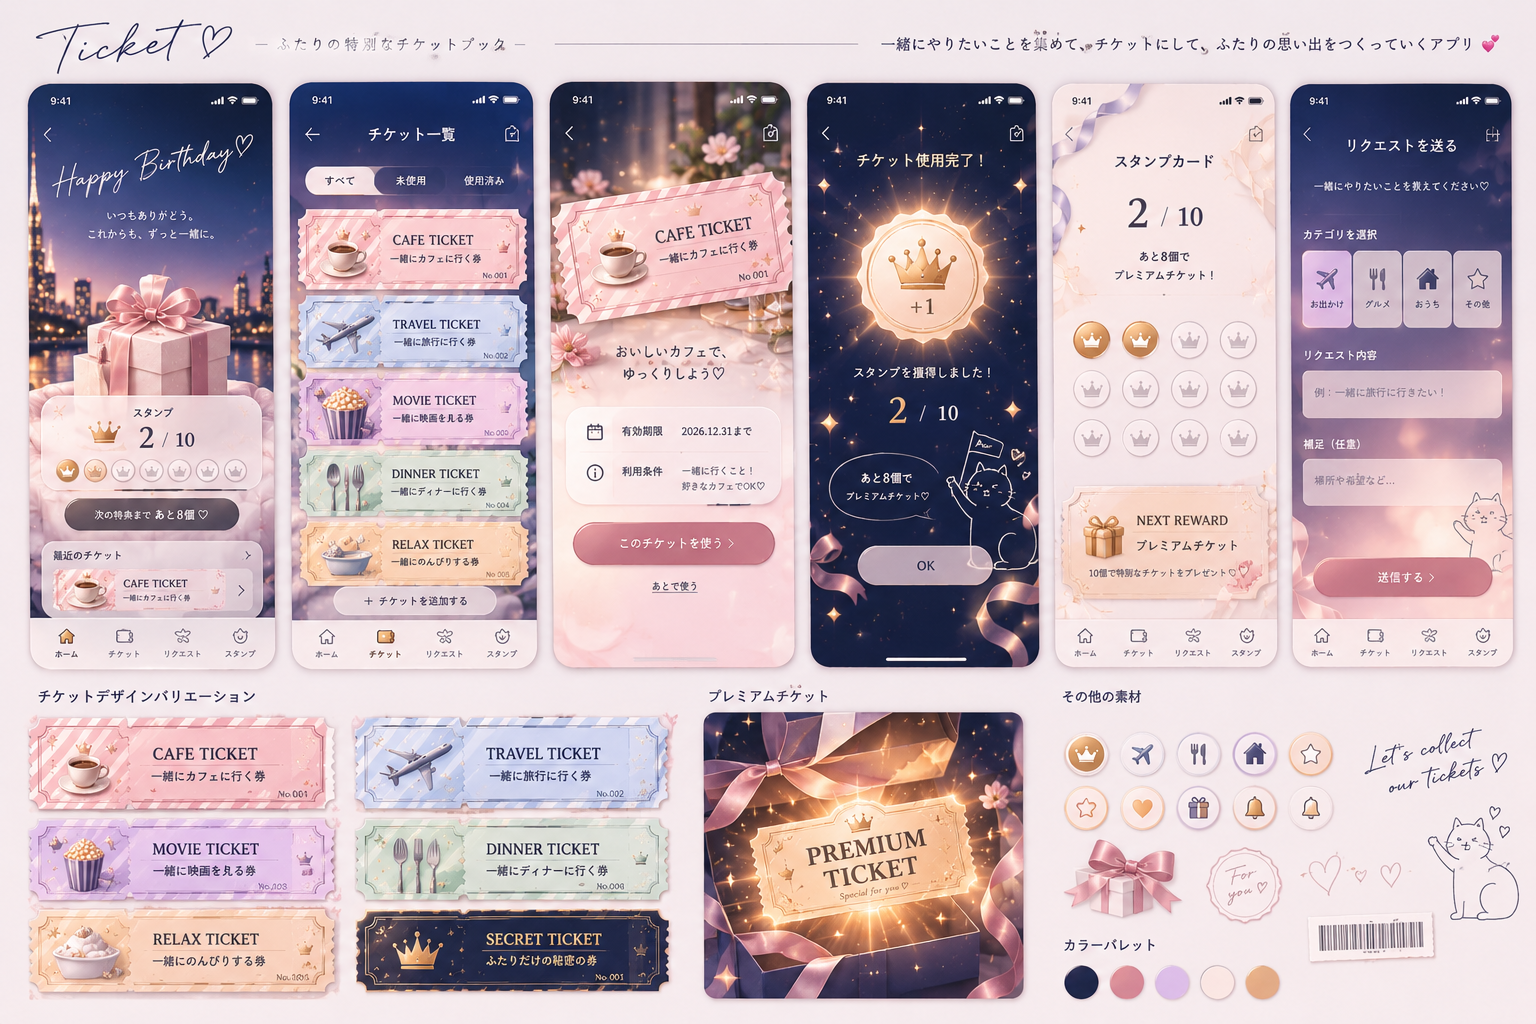 Ticket♡
ふたりの特別なチケットブック
一緒にやりたいことを集めて、チケットにして、ふたりの思い出をつくっていくアプリ 💕
9:41
Happy Birthday♡
いつもありがとう。
これからも、ずっと一緒に。
スタンプ
2 / 10
次の特典まで あと8個 ♡
最近のチケット
CAFE TICKET
一緒にカフェに行く券
ホーム チケット リクエスト スタンプ
9:41
チケット一覧
すべて 未使用 使用済み
CAFE TICKET
一緒にカフェに行く券
No.001
TRAVEL TICKET
一緒に旅行に行く券
No.002
MOVIE TICKET
一緒に映画を見る券
DINNER TICKET
一緒にディナーに行く券
No.004
RELAX TICKET
一緒にのんびりする券
No.005
+ チケットを追加する
ホーム チケット リクエスト スタンプ
9:41
CAFE TICKET
一緒にカフェに行く券
No.001
おいしいカフェで、
ゆっくりしよう♡
有効期限 2026.12.31まで
利用条件 一緒に行くこと！
好きなカフェでOK♡
このチケットを使う
あとで使う
9:41
チケット使用完了！
+1
スタンプを獲得しました！
2 / 10
あと8個で
プレミアムチケット♡
OK
9:41
スタンプカード
2 / 10
あと8個で
プレミアムチケット！
NEXT REWARD
プレミアムチケット
10個で特別なチケットをプレゼント♡
ホーム チケット リクエスト スタンプ
9:41
リクエストを送る
一緒にやりたいことを教えてください♡
カテゴリを選択
お出かけ グルメ おうち その他
リクエスト内容
例：一緒に旅行に行きたい！
補足（任意）
場所や希望など...
送信する
ホーム チケット リクエスト スタンプ
チケットデザインバリエーション
CAFE TICKET
一緒にカフェに行く券
No.001
TRAVEL TICKET
一緒に旅行に行く券
No.002
MOVIE TICKET
一緒に映画を見る券
DINNER TICKET
一緒にディナーに行く券
RELAX TICKET
一緒にのんびりする券
SECRET TICKET
ふたりだけの秘密の券
No.001
プレミアムチケット
PREMIUM
TICKET
Special for you ♡
その他の素材
Let's collect
our tickets ♡
For
you ♡
カラーパレット